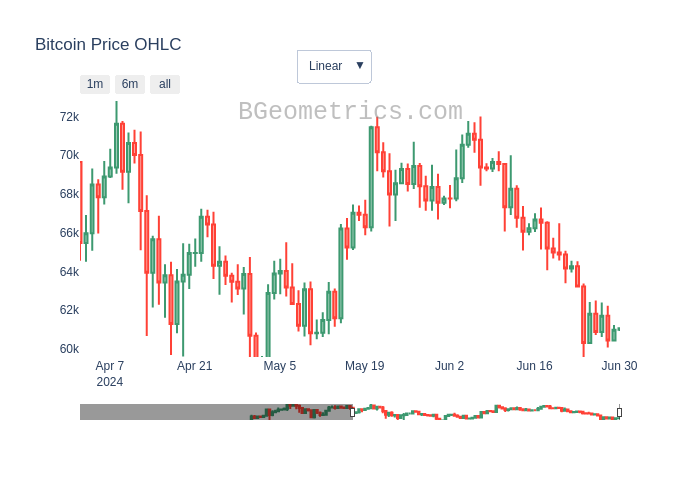 Bitcoin Price OHLC
Linear ▼
1m 6m all
BGeometrics.com
72k
70k
68k
66k
64k
62k
60k
Apr 7 Apr 21 May 5 May 19 Jun 2 Jun 16 Jun 30
2024